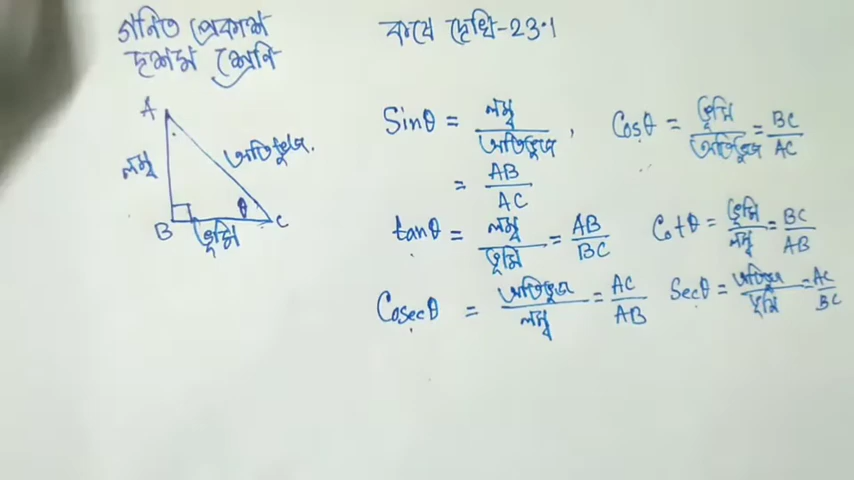 গনিত প্রকাশ
দশম শ্রেনি
কষে দেখি-23.1
A
লম্ব
অতিভুজ.
B
θ
C
ভূমি
Sinθ = লম্ব / অতিভুজ ,
= AB / AC
Cosθ = ভূমি / অতিভুজ = BC / AC
tanθ = লম্ব / ভূমি = AB / BC
Cotθ = ভূমি / লম্ব = BC / AB
Cosecθ = অতিভুজ / লম্ব = AC / AB
Secθ = অতিভুজ / ভূমি = AC / BC